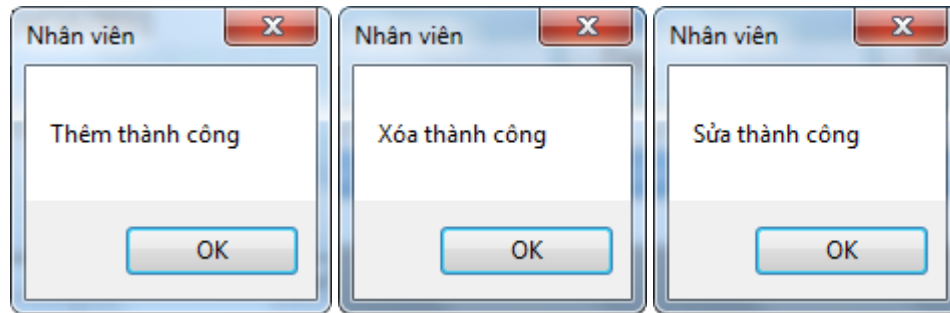 Nhân viên
Thêm thành công
OK
Nhân viên
Xóa thành công
OK
Nhân viên
Sửa thành công
OK